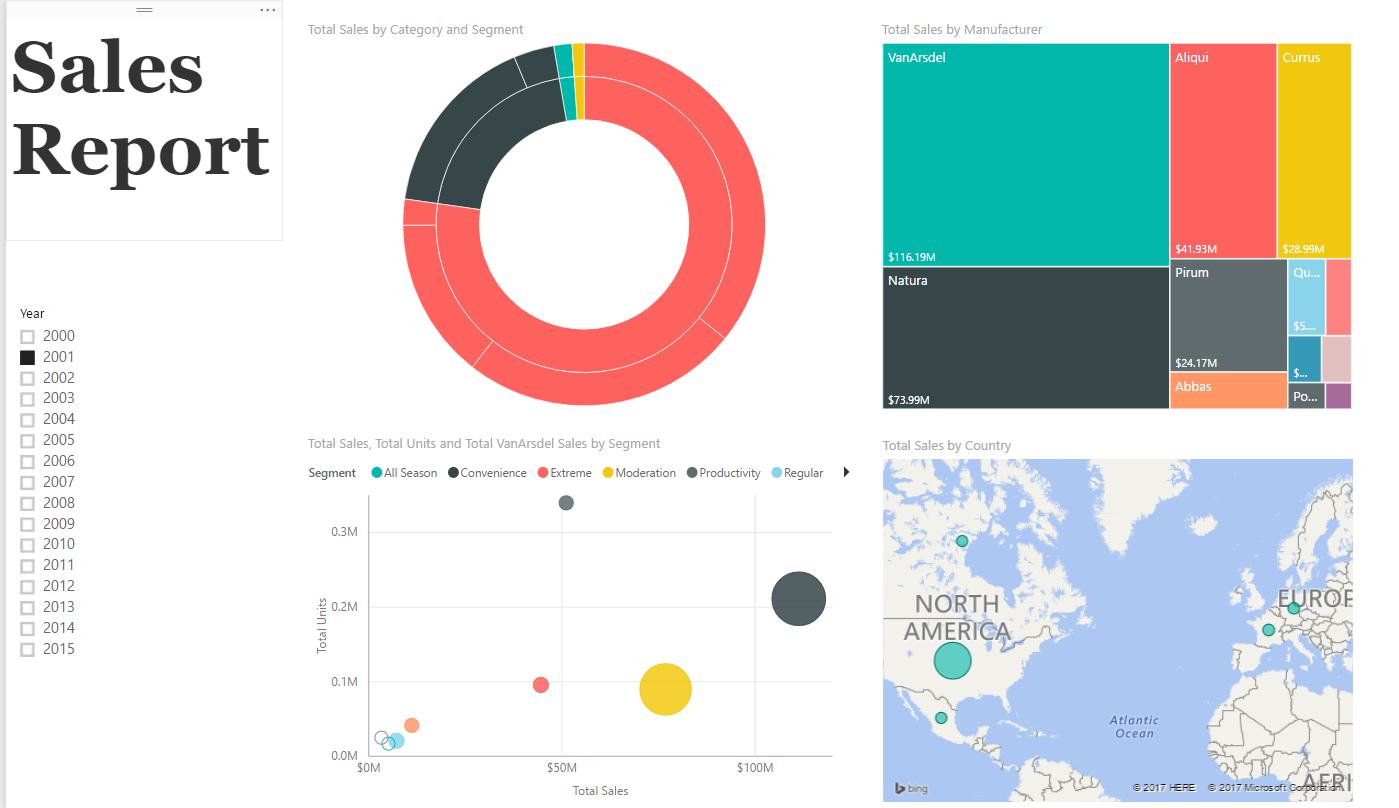 Sales
Report
Year
2000
2001
2002
2003
2004
2005
2006
2007
2008
2009
2010
2011
2012
2013
2014
2015
Total Sales by Category and Segment
Total Sales by Manufacturer
VanArsdel
$116.19M
Aliqui
$41.93M
Currus
$28.99M
Natura
$73.99M
Pirum
$24.17M
Abbas
Qu...
$5....
$...
Po...
Total Sales, Total Units and Total VanArsdel Sales by Segment
Segment All Season Convenience Extreme Moderation Productivity Regular
Total Units
0.3M
0.2M
0.1M
0.0M
$0M $50M $100M
Total Sales
Total Sales by Country
NORTH
AMERICA
EUROP
Atlantic
Ocean
AFRI
bing
© 2017 HERE © 2017 Microsoft Corporation